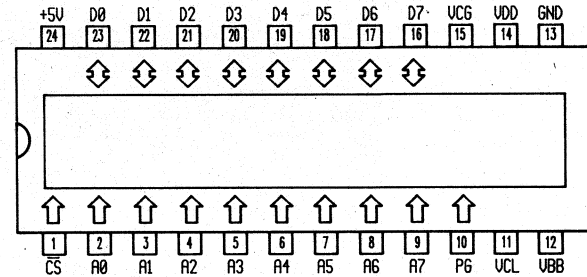 +5V D0 D1 D2 D3 D4 D5 D6 D7 VCG VDD GND
24 23 22 21 20 19 18 17 16 15 14 13
1 2 3 4 5 6 7 8 9 10 11 12
C̅S̅ A0 A1 A2 A3 A4 A5 A6 A7 PG VCL VBB